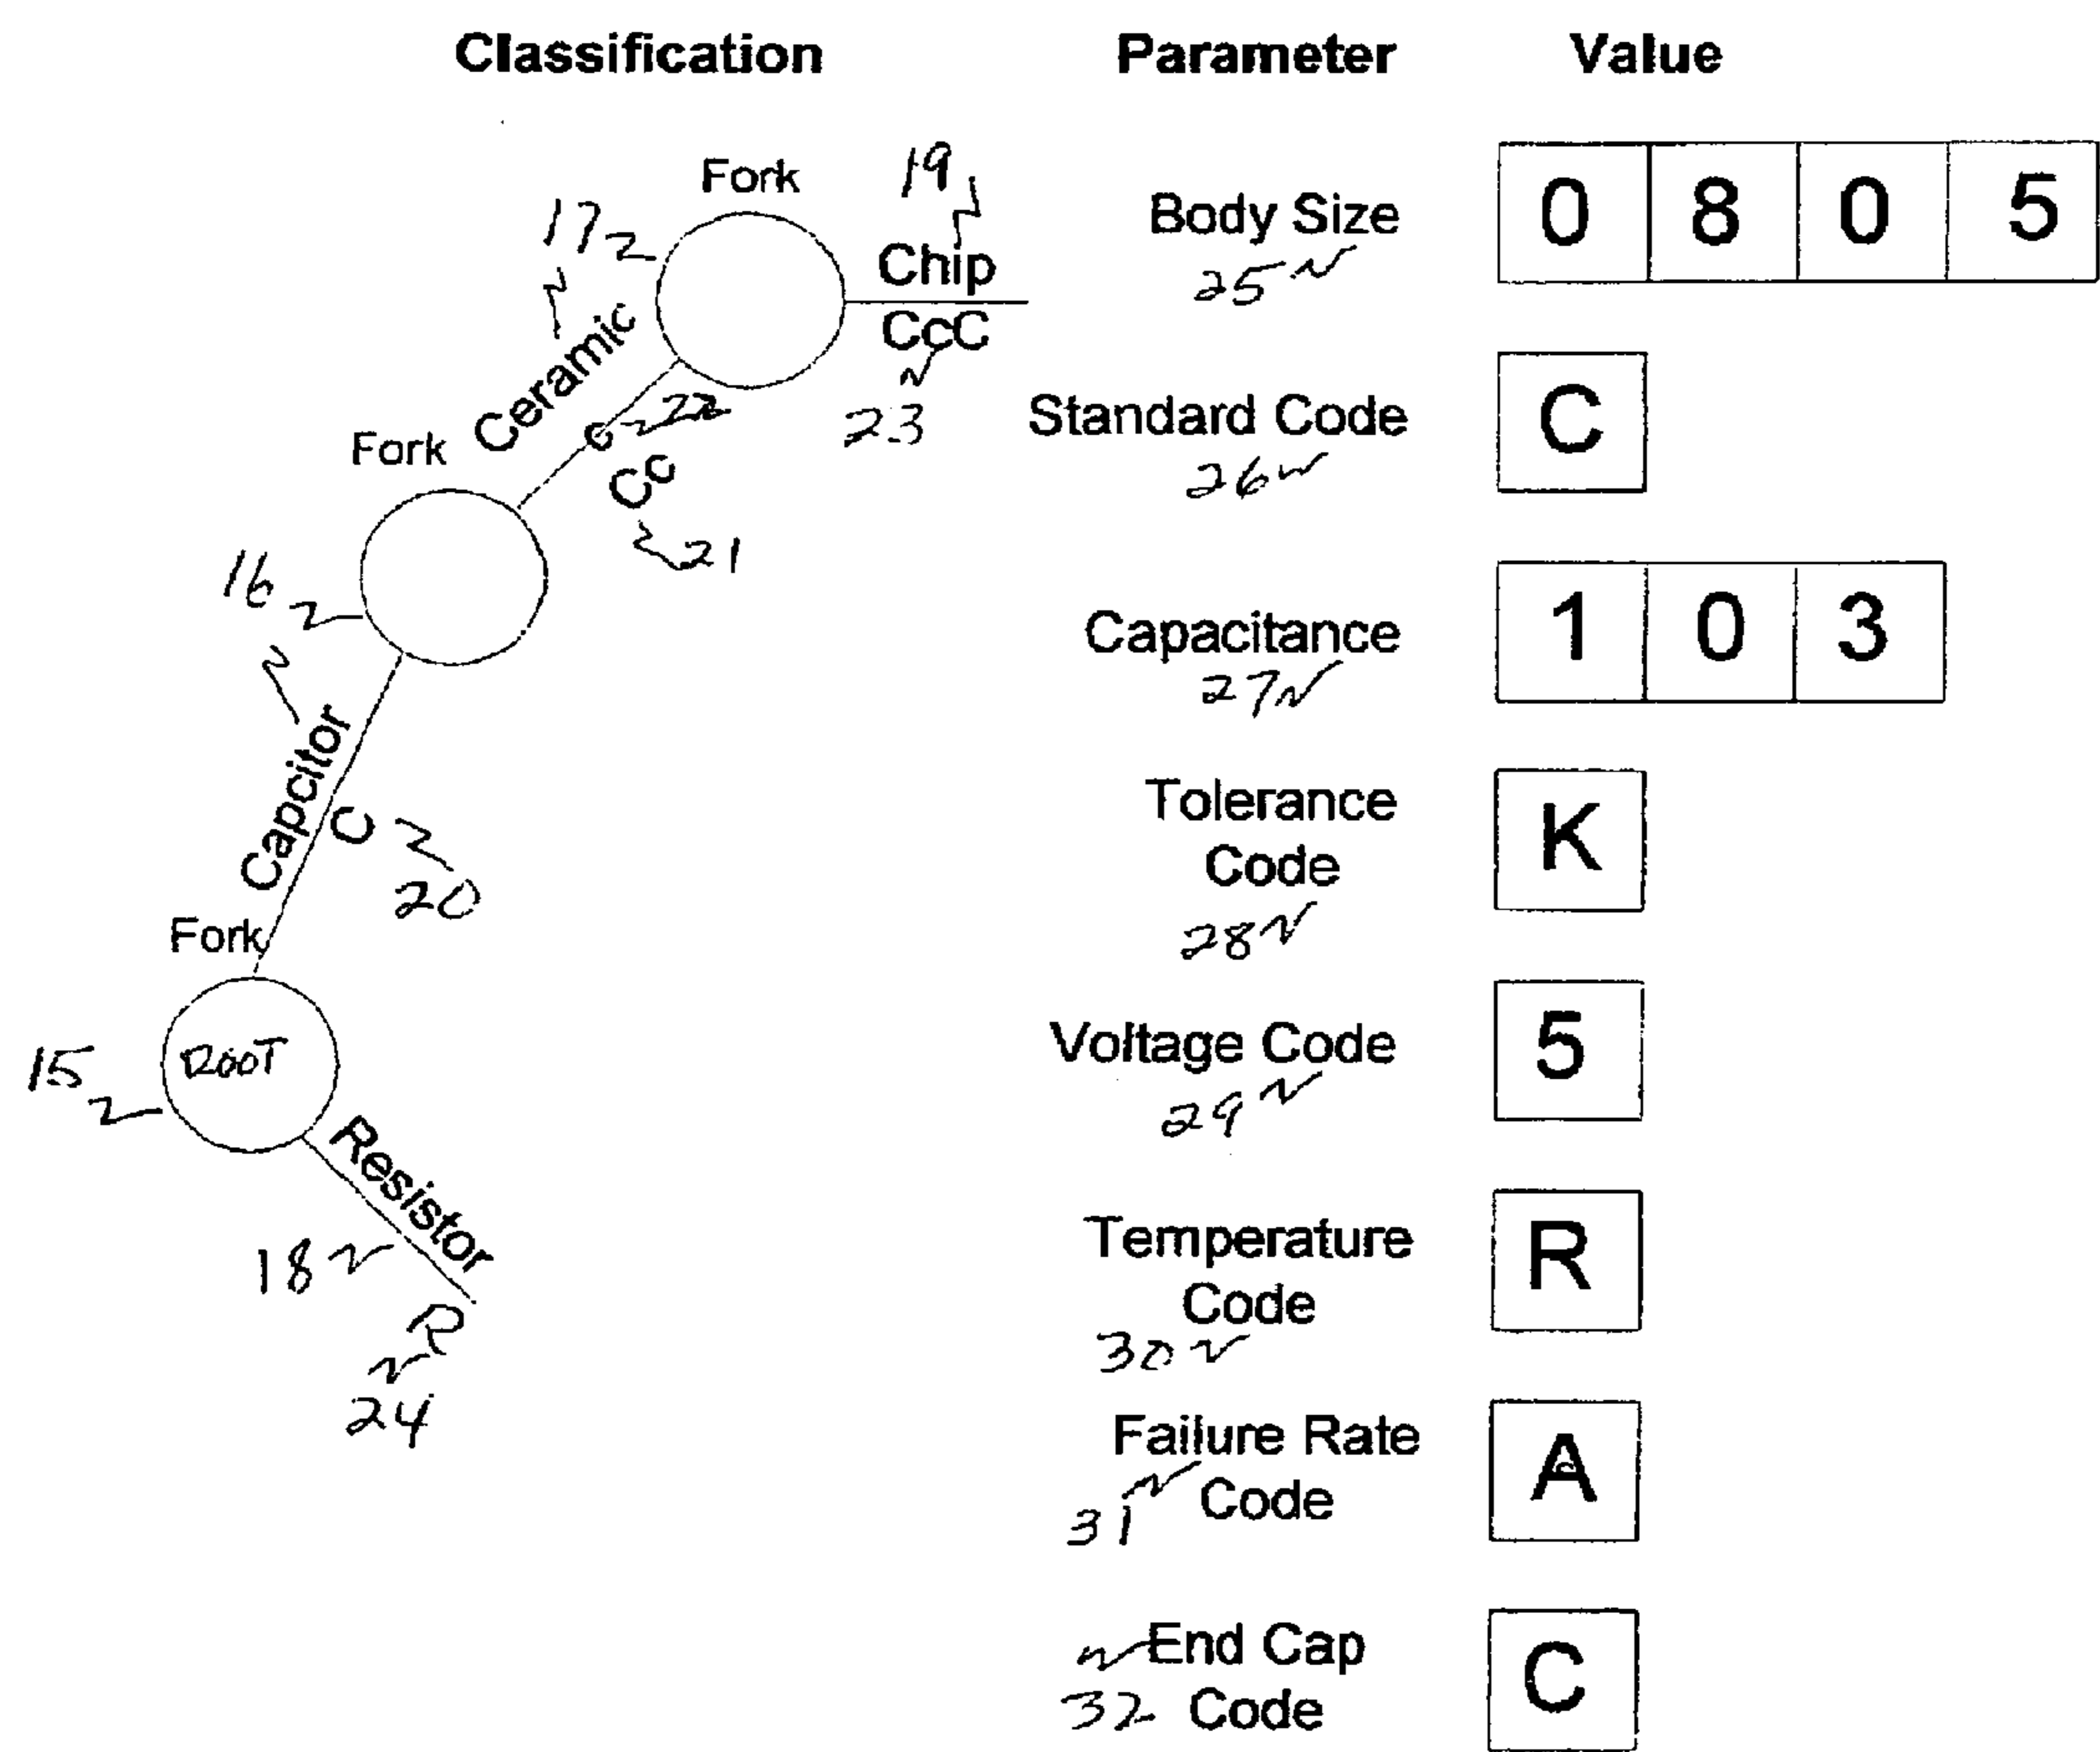 Classification Parameter Value
Fork
19
17
Chip
CcC
23
Ceramic
22
c
Cc
21
Fork
16
Capcitor
C
20
Fork
ROOT
15
Resistor
18
R
24
Body Size
25
0 8 0 5
Standard Code
26
C
Capacitance
27
1 0 3
Tolerance
Code
28
K
Voltage Code
29
5
Temperature
Code
30
R
Failure Rate
Code
31
A
End Cap
Code
32
C